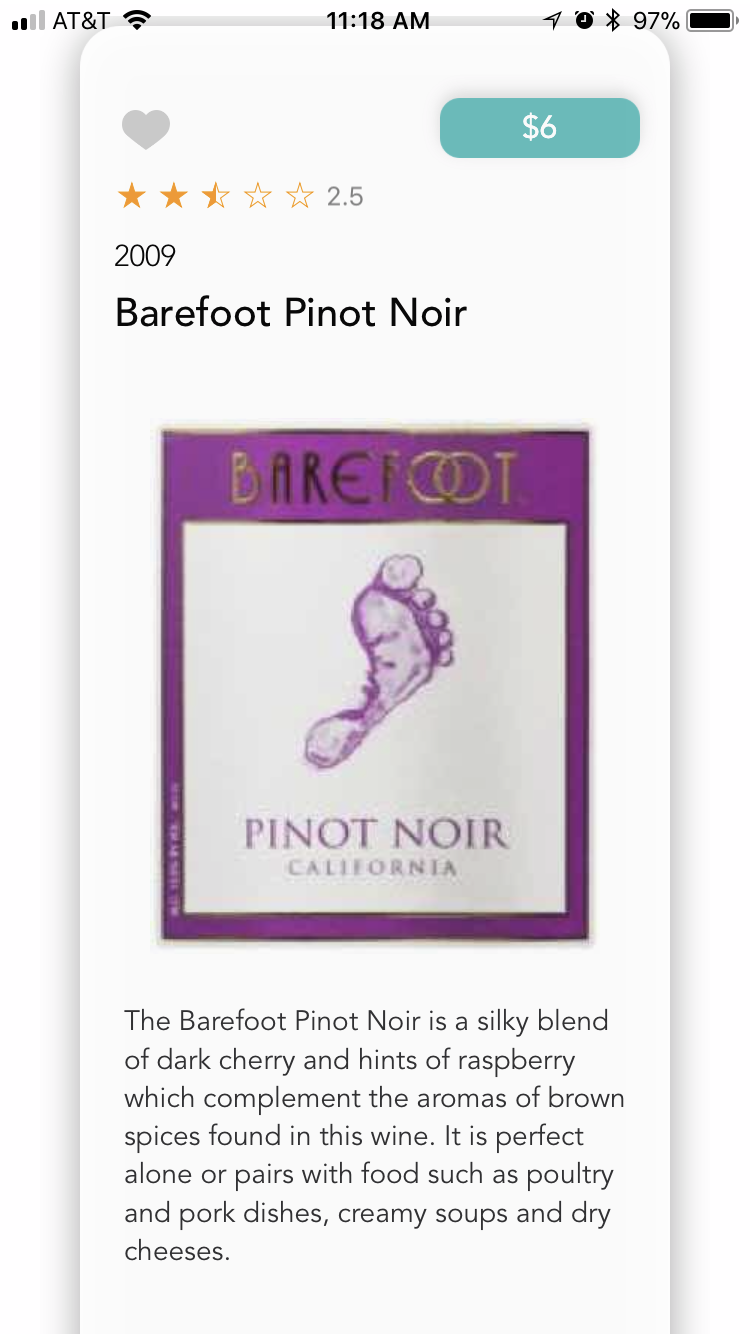 AT&T 11:18 AM 97%
$6
2.5
2009
Barefoot Pinot Noir
BAREFOOT
PINOT NOIR
CALIFORNIA
The Barefoot Pinot Noir is a silky blend
of dark cherry and hints of raspberry
which complement the aromas of brown
spices found in this wine. It is perfect
alone or pairs with food such as poultry
and pork dishes, creamy soups and dry
cheeses.